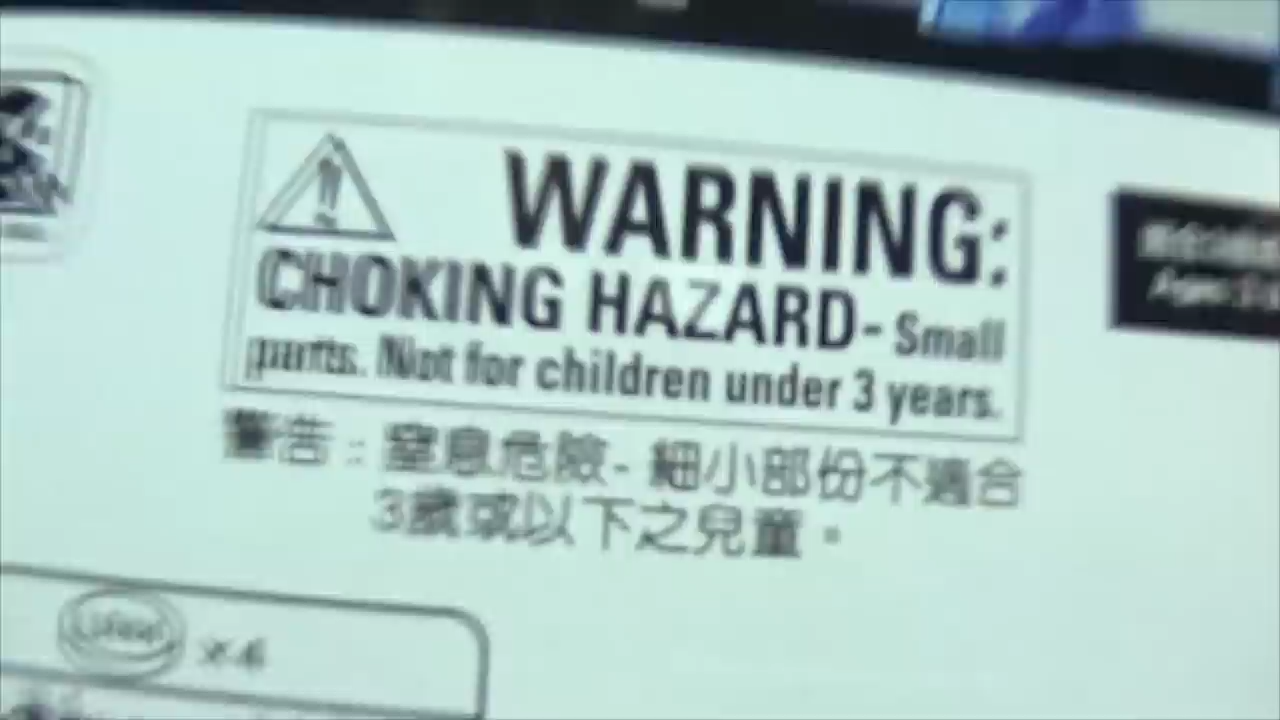 WARNING:
CHOKING HAZARD- Small
parts. Not for children under 3 years.
警告：窒息危險- 細小部份不適合
3歲或以下之兒童。
x4